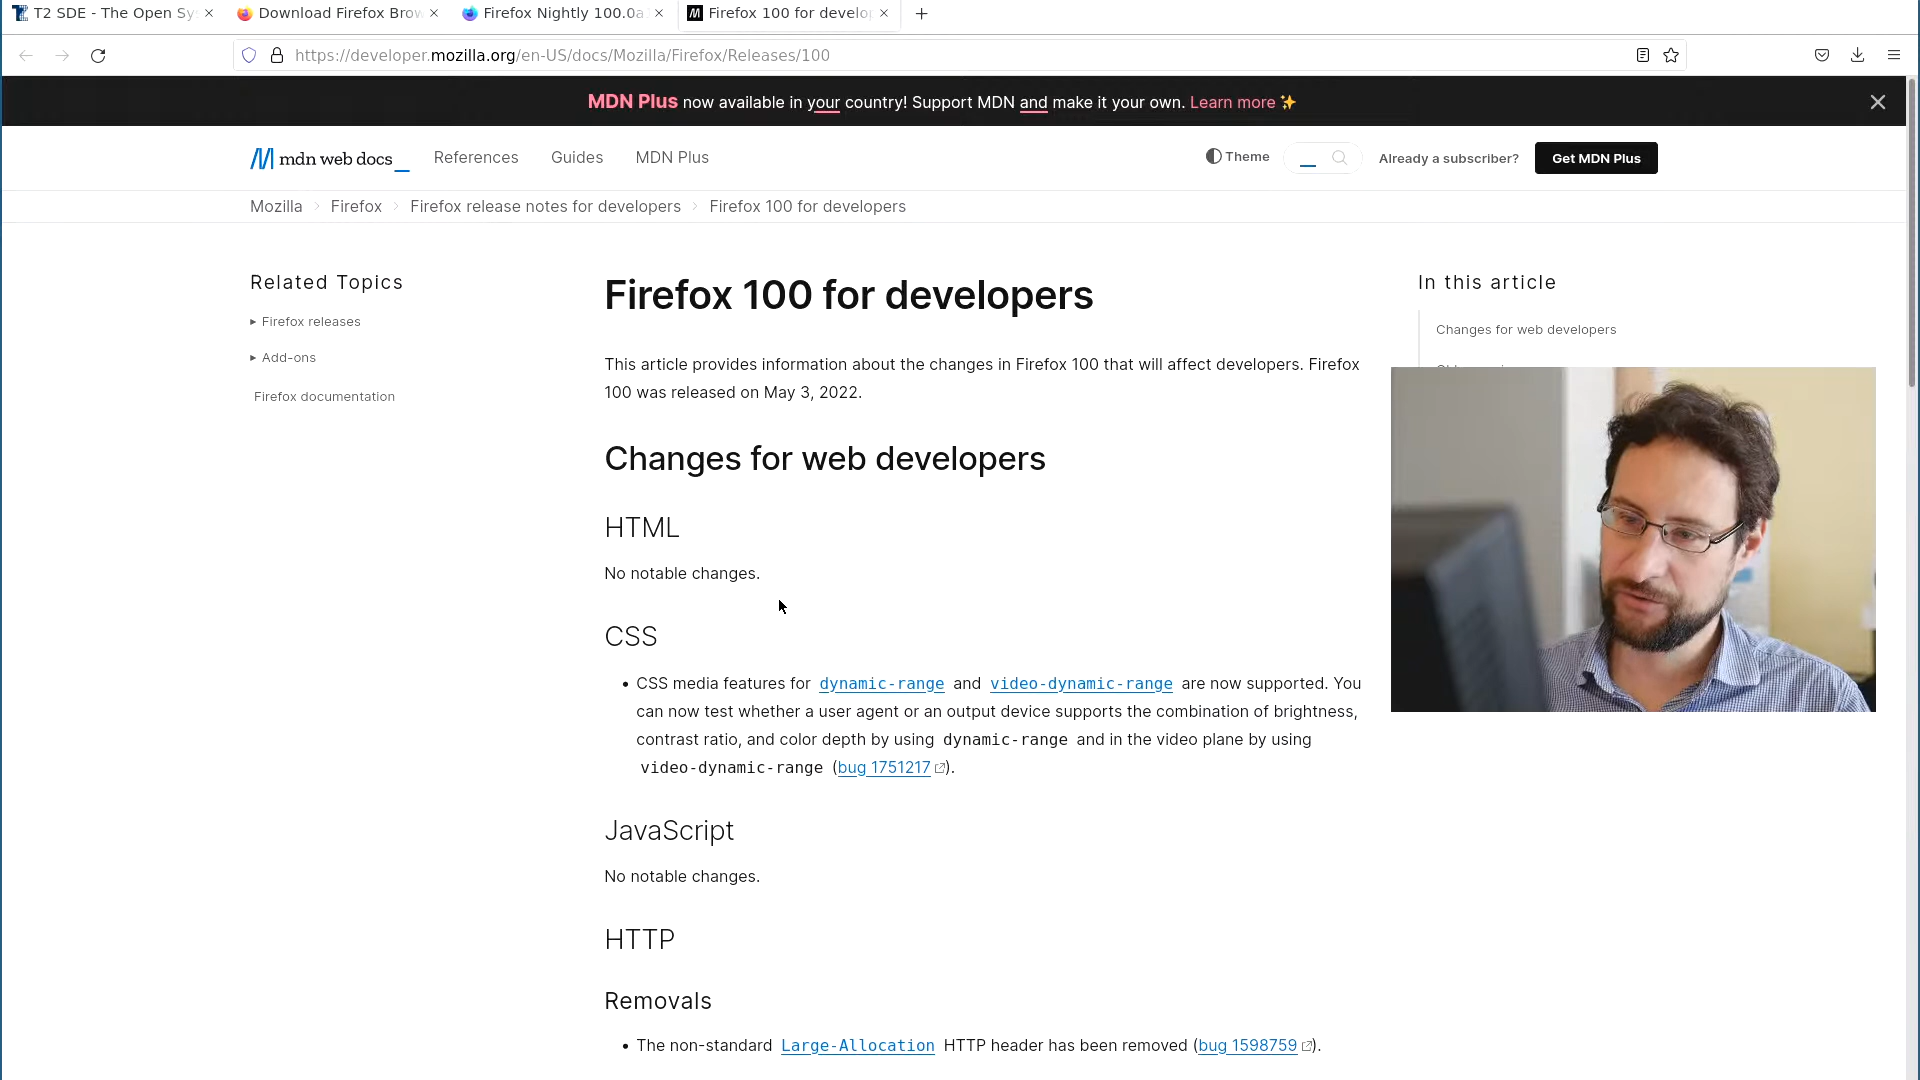 T2 SDE - The Open Sy
Download Firefox Brow
Firefox Nightly 100.0a
Firefox 100 for develo
https://developer.mozilla.org/en-US/docs/Mozilla/Firefox/Releases/100
MDN Plus now available in your country! Support MDN and make it your own. Learn more ✨
mdn web docs_
References
Guides
MDN Plus
Theme
Already a subscriber?
Get MDN Plus
Mozilla
Firefox
Firefox release notes for developers
Firefox 100 for developers
Related Topics
Firefox releases
Add-ons
Firefox documentation
Firefox 100 for developers
This article provides information about the changes in Firefox 100 that will affect developers. Firefox
100 was released on May 3, 2022.
Changes for web developers
HTML
No notable changes.
CSS
• CSS media features for dynamic-range and video-dynamic-range are now supported. You
can now test whether a user agent or an output device supports the combination of brightness,
contrast ratio, and color depth by using dynamic-range and in the video plane by using
video-dynamic-range (bug 1751217).
JavaScript
No notable changes.
HTTP
Removals
• The non-standard Large-Allocation HTTP header has been removed (bug 1598759).
In this article
Changes for web developers